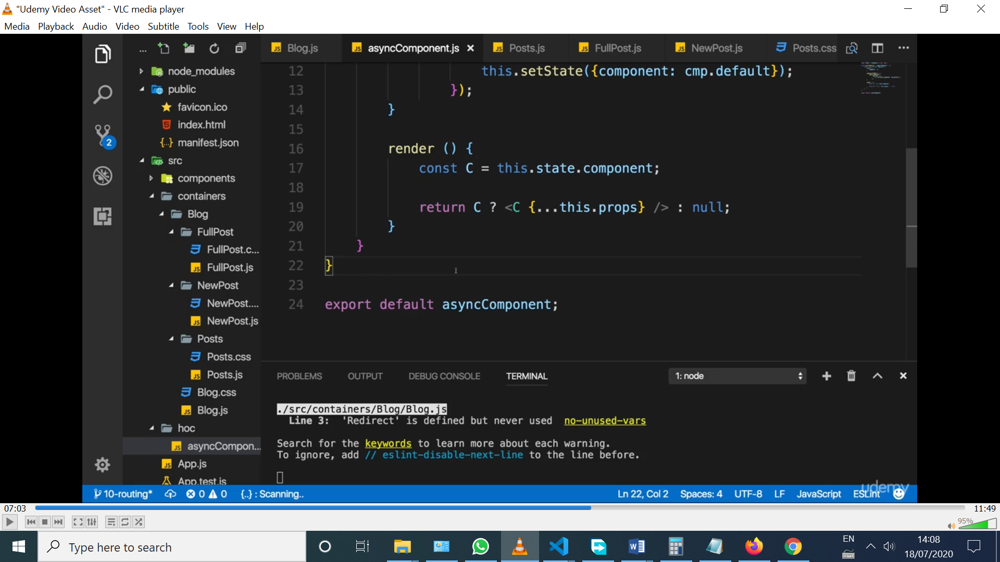 "Udemy Video Asset" - VLC media player
Media Playback Audio Video Subtitle Tools View Help
... Blog.js asyncComponent.js × Posts.js FullPost.js NewPost.js Posts.css ...
node_modules
public
favicon.ico
index.html
manifest.json
src
components
containers
Blog
FullPost
FullPost.c...
FullPost.js
NewPost
NewPost....
NewPost.js
Posts
Posts.css
Posts.js
Blog.css
Blog.js
hoc
asyncCompon...
App.js
App.test.js
2
12 this.setState({component: cmp.default});
13 });
14 }
15
16 render () {
17 const C = this.state.component;
18
19 return C ? <C {...this.props} /> : null;
20 }
21 }
22 }
23
24 export default asyncComponent;
PROBLEMS OUTPUT DEBUG CONSOLE TERMINAL 1: node
./src/containers/Blog/Blog.js
Line 3: 'Redirect' is defined but never used no-unused-vars
Search for the keywords to learn more about each warning.
To ignore, add // eslint-disable-next-line to the line before.
udemy
10-routing* 0 0 {..} : Scanning.. Ln 22, Col 2 Spaces: 4 UTF-8 LF JavaScript ESLint
07:03 11:49
95%
Type here to search
EN
14:08
18/07/2020